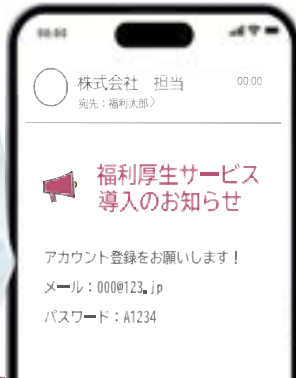 00:00
株式会社　担当
00:00
宛先：福利太郎〉
福利厚生サービス
導入のお知らせ
アカウント登録をお願いします！
メール：000@123.jp
パスワード：A1234